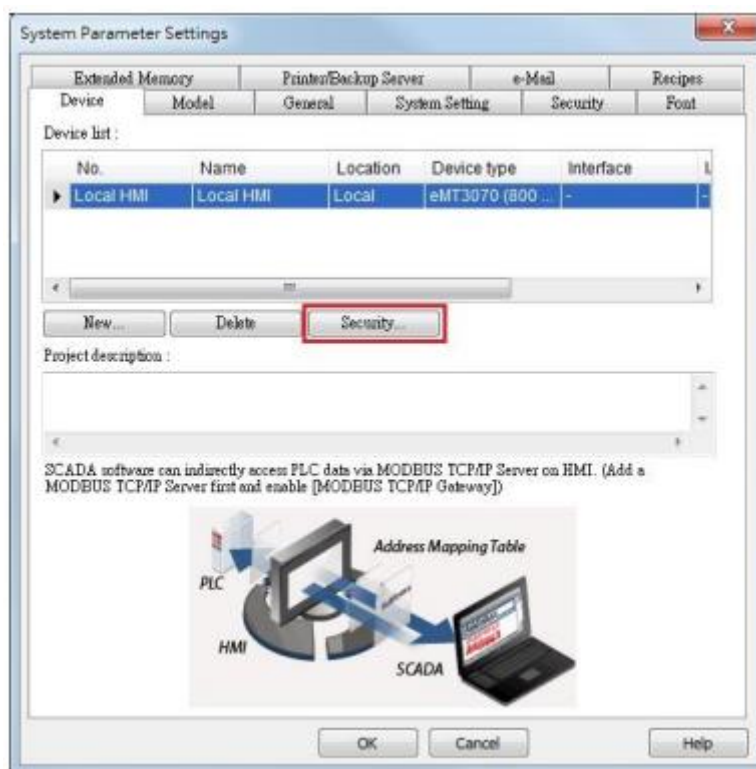 System Parameter Settings
Extended Memory Printer/Backup Server e-Mail Recipes
Device Model General System Setting Security Font
Device list :
No. Name Location Device type Interface
Local HMI Local HMI Local eMT3070 (800 ... -
New... Delete Security...
Project description :
SCADA software can indirectly access PLC data via MODBUS TCP/IP Server on HMI. (Add a
MODBUS TCP/IP Server first and enable [MODBUS TCP/IP Gateway])
Address Mapping Table
PLC
HMI
SCADA
OK Cancel Help